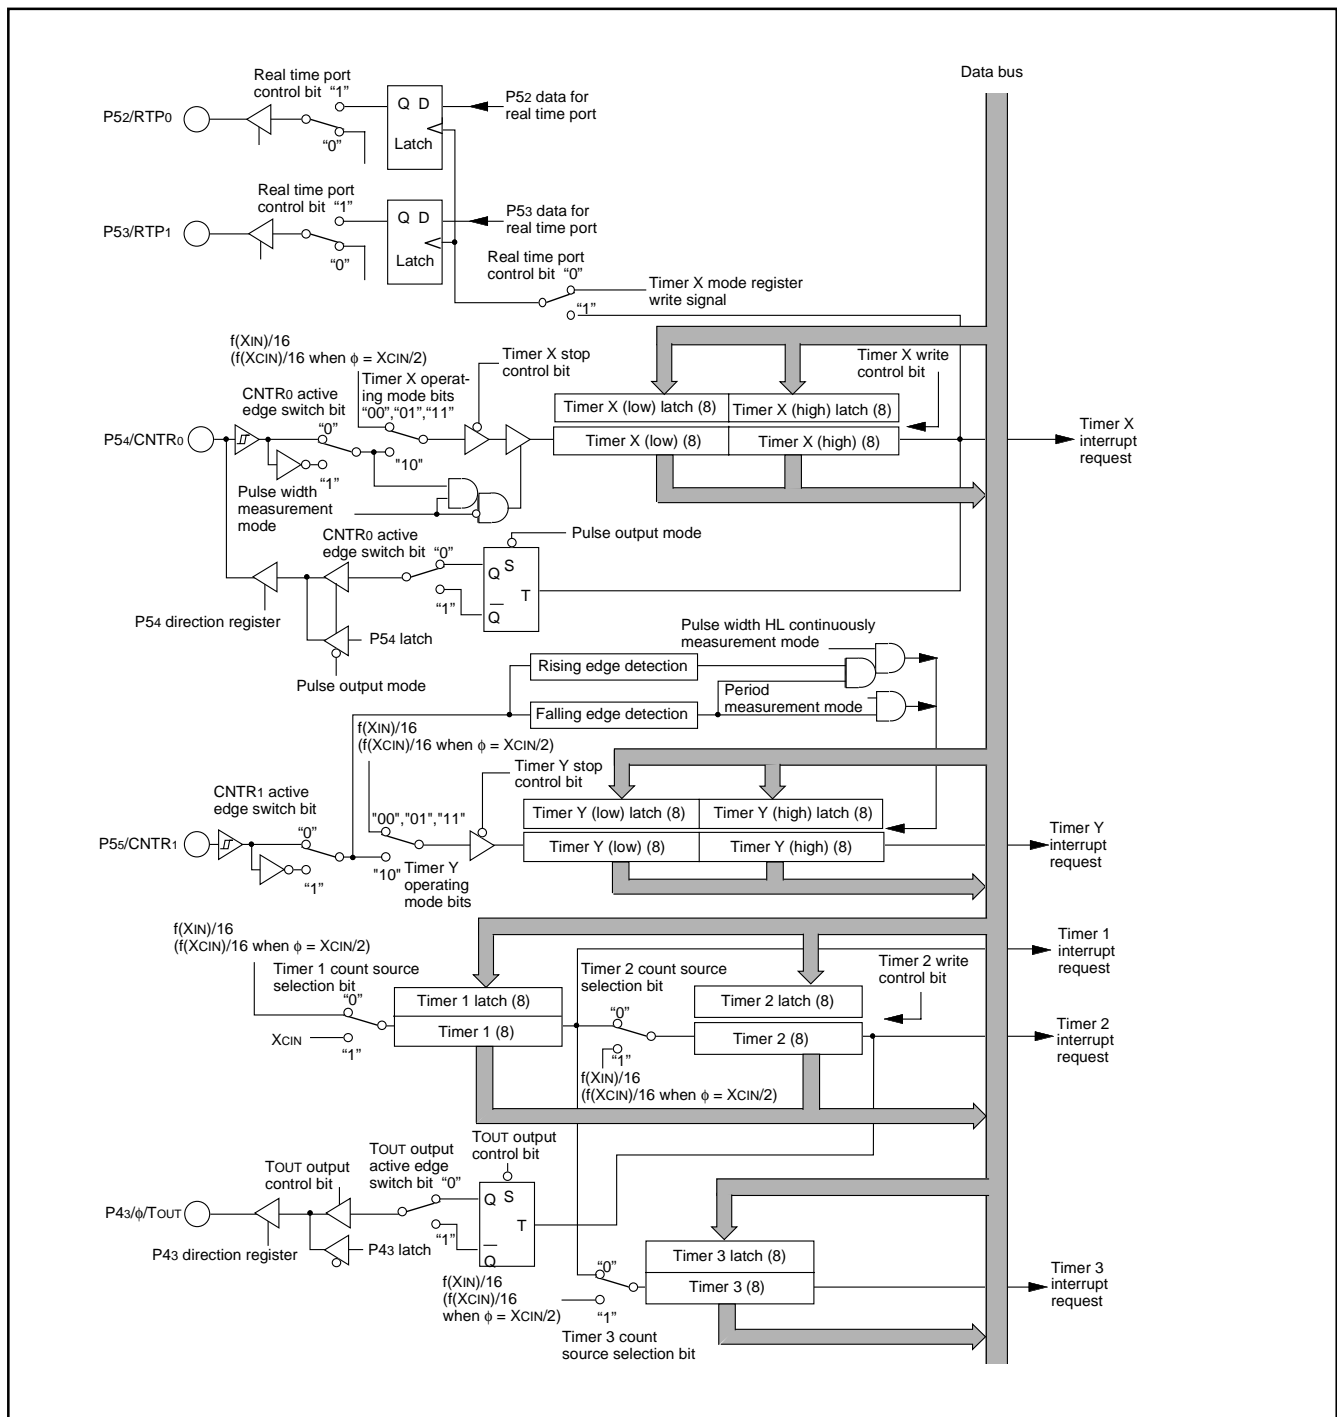 Data bus
Real time port
control bit “1”
P52/RTP0
Q D
Latch
P52 data for
real time port
“0”
Real time port
control bit “1”
P53/RTP1
Q D
Latch
P53 data for
real time port
“0”
Real time port
control bit “0”
Timer X mode register
write signal
“1”
f(XIN)/16
(f(XCIN)/16 when ϕ = XCIN/2)
Timer X stop
control bit
Timer X write
control bit
CNTR0 active
edge switch bit
Timer X operat-
ing mode bits
"00","01","11"
Timer X (low) latch (8)
Timer X (high) latch (8)
P54/CNTR0
“0”
"10"
“1”
Timer X (low) (8)
Timer X (high) (8)
Timer X
interrupt
request
Pulse width
measurement
mode
CNTR0 active
edge switch bit “0”
Pulse output mode
Q S
T
Q
“1”
P54 direction register
P54 latch
Pulse output mode
Pulse width HL continuously
measurement mode
Rising edge detection
Period
measurement mode
Falling edge detection
f(XIN)/16
(f(XCIN)/16 when ϕ = XCIN/2)
Timer Y stop
control bit
CNTR1 active
edge switch bit
"00","01","11"
Timer Y (low) latch (8)
Timer Y (high) latch (8)
P55/CNTR1
“0”
“1”
"10"
Timer Y
operating
mode bits
Timer Y (low) (8)
Timer Y (high) (8)
Timer Y
interrupt
request
f(XIN)/16
(f(XCIN)/16 when ϕ = XCIN/2)
Timer 1
interrupt
request
Timer 1 count source
selection bit
Timer 2 count source
selection bit
Timer 2 write
control bit
“0”
Timer 1 latch (8)
Timer 1 (8)
“0”
Timer 2 latch (8)
Timer 2 (8)
Timer 2
interrupt
request
XCIN
“1”
“1”
f(XIN)/16
(f(XCIN)/16 when ϕ = XCIN/2)
TOUT output
control bit
TOUT output
active edge
switch bit “0”
TOUT output
control bit
Q S
T
Q
“1”
P43/ϕ/TOUT
P43 direction register
P43 latch
f(XIN)/16
(f(XCIN)/16
when ϕ = XCIN/2)
“0”
“1”
Timer 3 latch (8)
Timer 3 (8)
Timer 3
interrupt
request
Timer 3 count
source selection bit